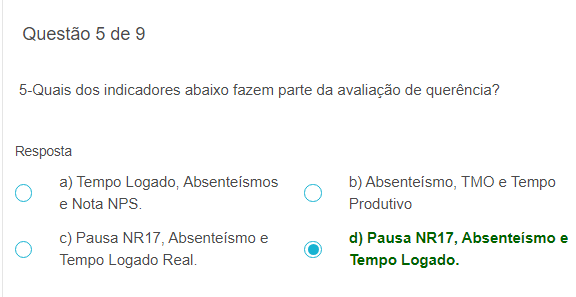 Questão 5 de 9
5-Quais dos indicadores abaixo fazem parte da avaliação de querência?
Resposta
a) Tempo Logado, Absenteísmos
e Nota NPS.
b) Absenteísmo, TMO e Tempo
Produtivo
c) Pausa NR17, Absenteísmo e
Tempo Logado Real.
d) Pausa NR17, Absenteísmo e
Tempo Logado.